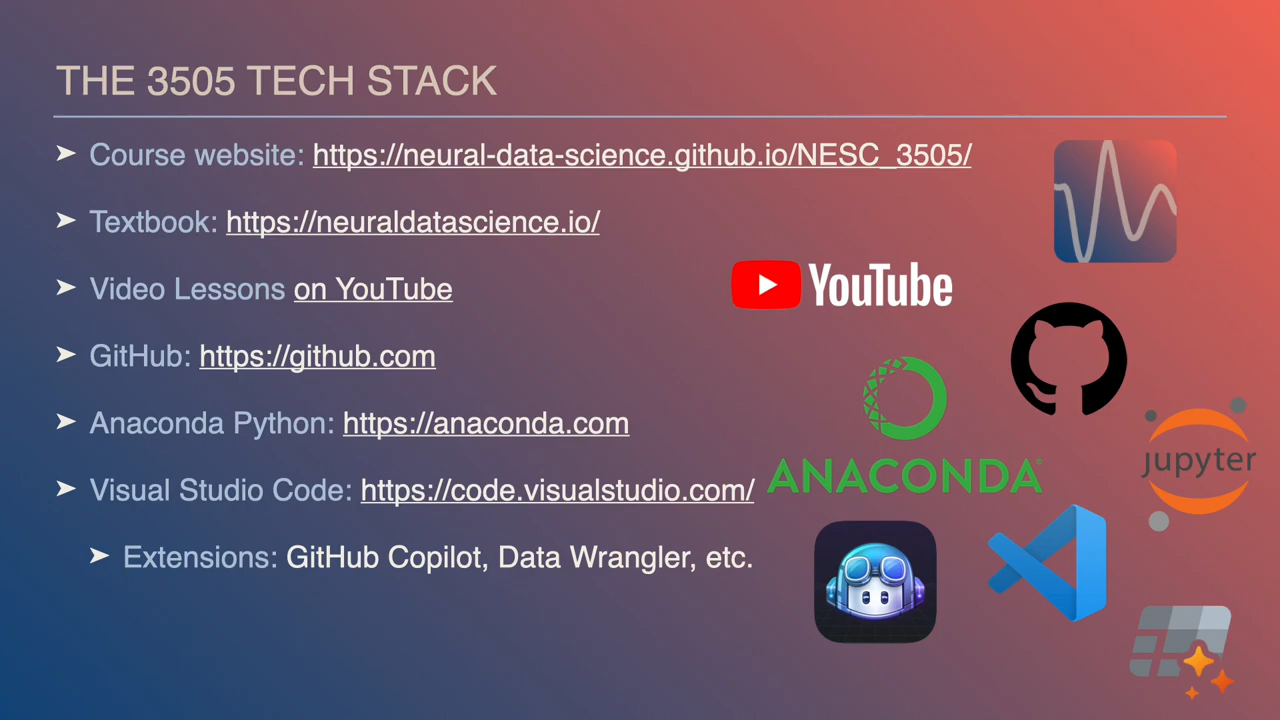 THE 3505 TECH STACK
Course website: https://neural-data-science.github.io/NESC_3505/
Textbook: https://neuraldatascience.io/
Video Lessons on YouTube
YouTube
GitHub: https://github.com
Anaconda Python: https://anaconda.com
jupyter
ANACONDA®
Visual Studio Code: https://code.visualstudio.com/
Extensions: GitHub Copilot, Data Wrangler, etc.